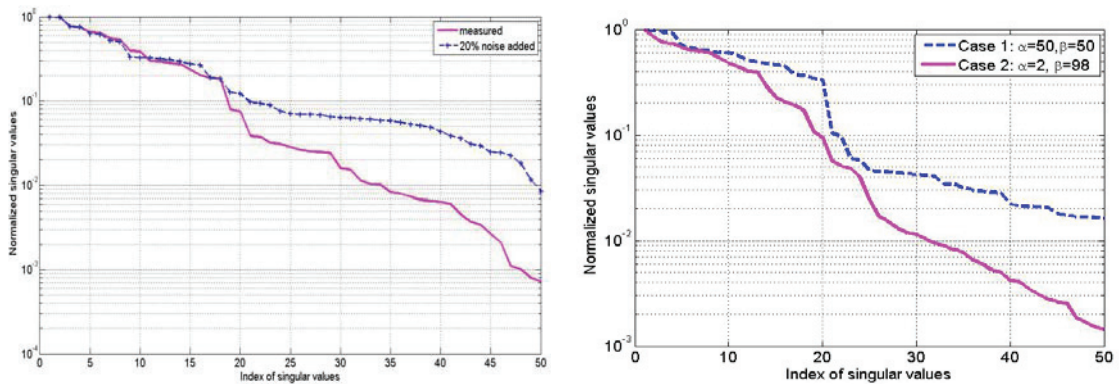 10^0
10^-1
10^-2
10^-3
10^-4
Normalized singular values
0 5 10 15 20 25 30 35 40 45 50
Index of singular values
measured
20% noise added
10^0
10^-1
10^-2
10^-3
Normalized singular values
0 10 20 30 40 50
Index of singular values
Case 1: α=50,β=50
Case 2: α=2, β=98